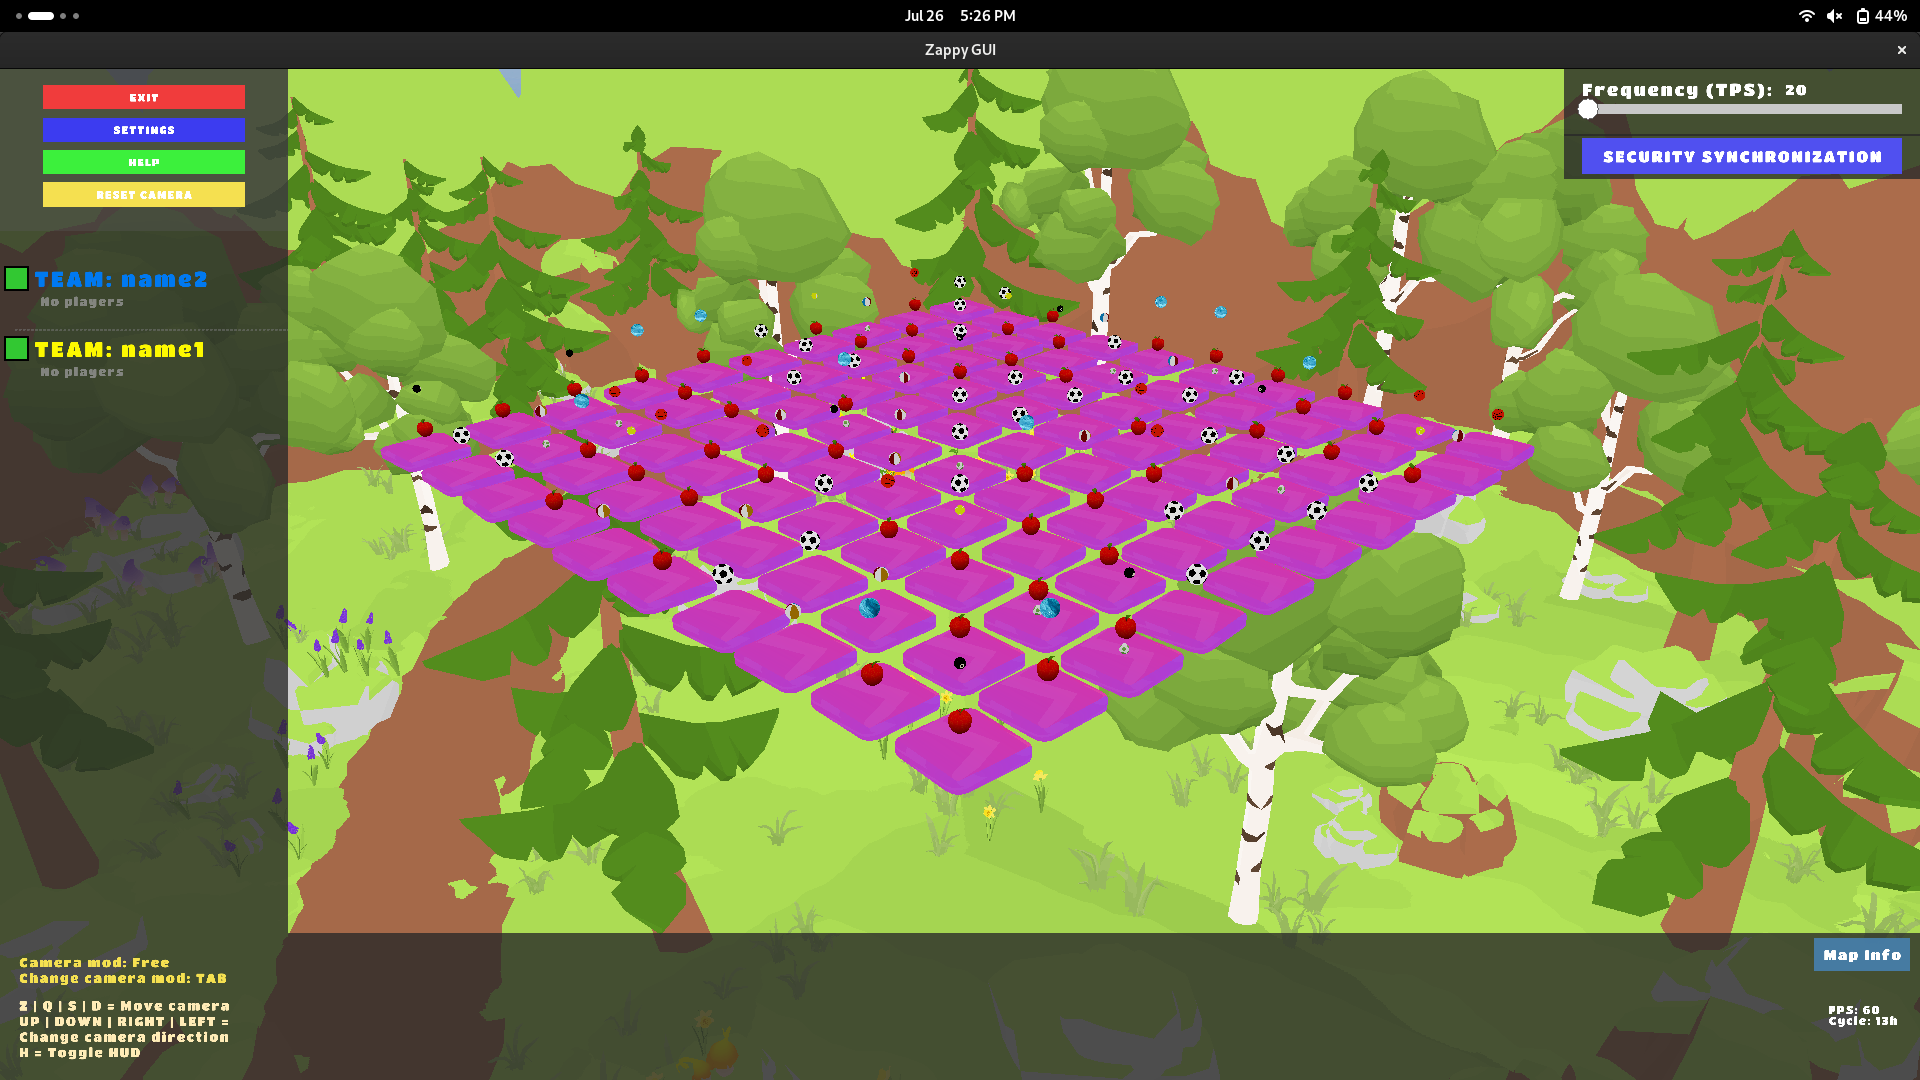 Jul 26 5:26 PM
44%
Zappy GUI
EXIT
SETTINGS
HELP
RESET CAMERA
TEAM: name2
No players
TEAM: name1
No players
Frequency (TPS): 20
SECURITY SYNCHRONIZATION
Camera mod: Free
Change camera mod: TAB
Z | Q | S | D = Move camera
UP | DOWN | RIGHT | LEFT =
Change camera direction
H = Toggle HUD
Map Info
FPS: 60
Cycle: 13h